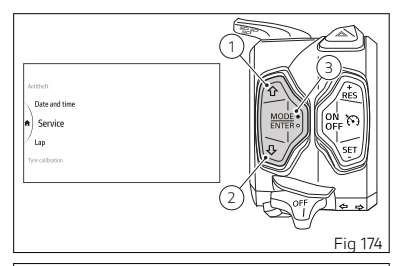 1
3
Antitheft
Date and time
Service
Lap
Tyre calibration
MODE
ENTER
+
RES
ON
OFF
SET
-
2
OFF
Fig 174